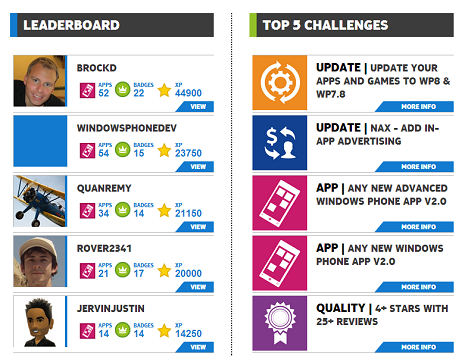 LEADERBOARD
BROCKD
APPS BADGES XP
52 22 44900
VIEW
WINDOWSPHONEDEV
APPS BADGES XP
54 15 23750
VIEW
QUANREMY
APPS BADGES XP
34 14 21150
VIEW
ROVER2341
APPS BADGES XP
21 17 20000
VIEW
JERVINJUSTIN
APPS BADGES XP
14 14 14250
VIEW
TOP 5 CHALLENGES
UPDATE | UPDATE YOUR
APPS AND GAMES TO WP8 &
WP7.8
MORE INFO
UPDATE | NAX - ADD IN-
APP ADVERTISING
MORE INFO
APP | ANY NEW ADVANCED
WINDOWS PHONE APP V2.0
MORE INFO
APP | ANY NEW WINDOWS
PHONE APP V2.0
MORE INFO
QUALITY | 4+ STARS WITH
25+ REVIEWS
MORE INFO